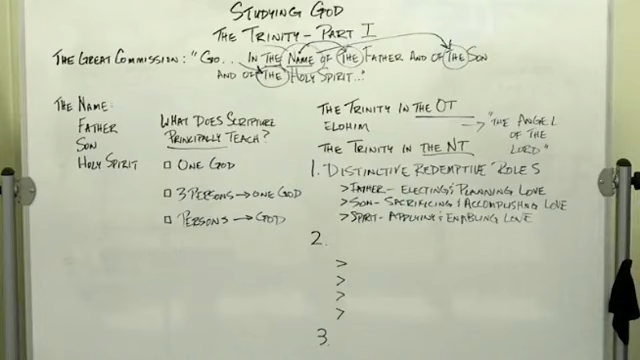 STUDYING GOD
THE TRINITY - PART I
THE GREAT COMMISSION: "GO... IN THE NAME OF THE FATHER AND OF THE SON
AND OF THE HOLY SPIRIT..."
THE NAME:
FATHER
SON
HOLY SPIRIT
WHAT DOES SCRIPTURE
PRINCIPALLY TEACH?
□ ONE GOD
□ 3 PERSONS → ONE GOD
□ PERSONS → GOD
THE TRINITY IN THE OT
ELOHIM → "THE ANGEL
OF THE
LORD"
THE TRINITY IN THE NT
1. DISTINCTIVE REDEMPTIVE ROLES
> FATHER - ELECTING & PLANNING LOVE
> SON - SACRIFICING & ACCOMPLISHING LOVE
> SPIRIT - APPLYING & ENABLING LOVE
2.
>
>
>
>
3.